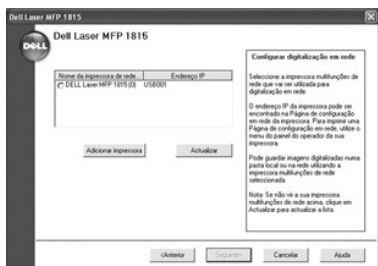 Dell Laser MFP 1815
DELL
Dell Laser MFP 1815
Nome da impressora de rede... Endereço IP
DELL Laser MFP 1815 (0) USB001
Adicionar impressora
Actualizar
Configurar digitalização em rede
Seleccione a impressora multifunções de
rede que vai ser utilizada para
digitalização em rede.
O endereço IP da impressora pode ser
encontrado na Página de configuração
em rede da impressora. Para imprimir uma
Página de configuração em rede, utilize o
menu do painel do operador da sua
impressora.
Pode guardar imagens digitalizadas numa
pasta local ou na rede utilizando a
impressora multifunções de rede
seleccionada.
Nota: Se não vir a sua impressora
multifunções de rede acima, clique em
Actualizar para actualizar a lista.
<Anterior
Seguinte>
Cancelar
Ajuda